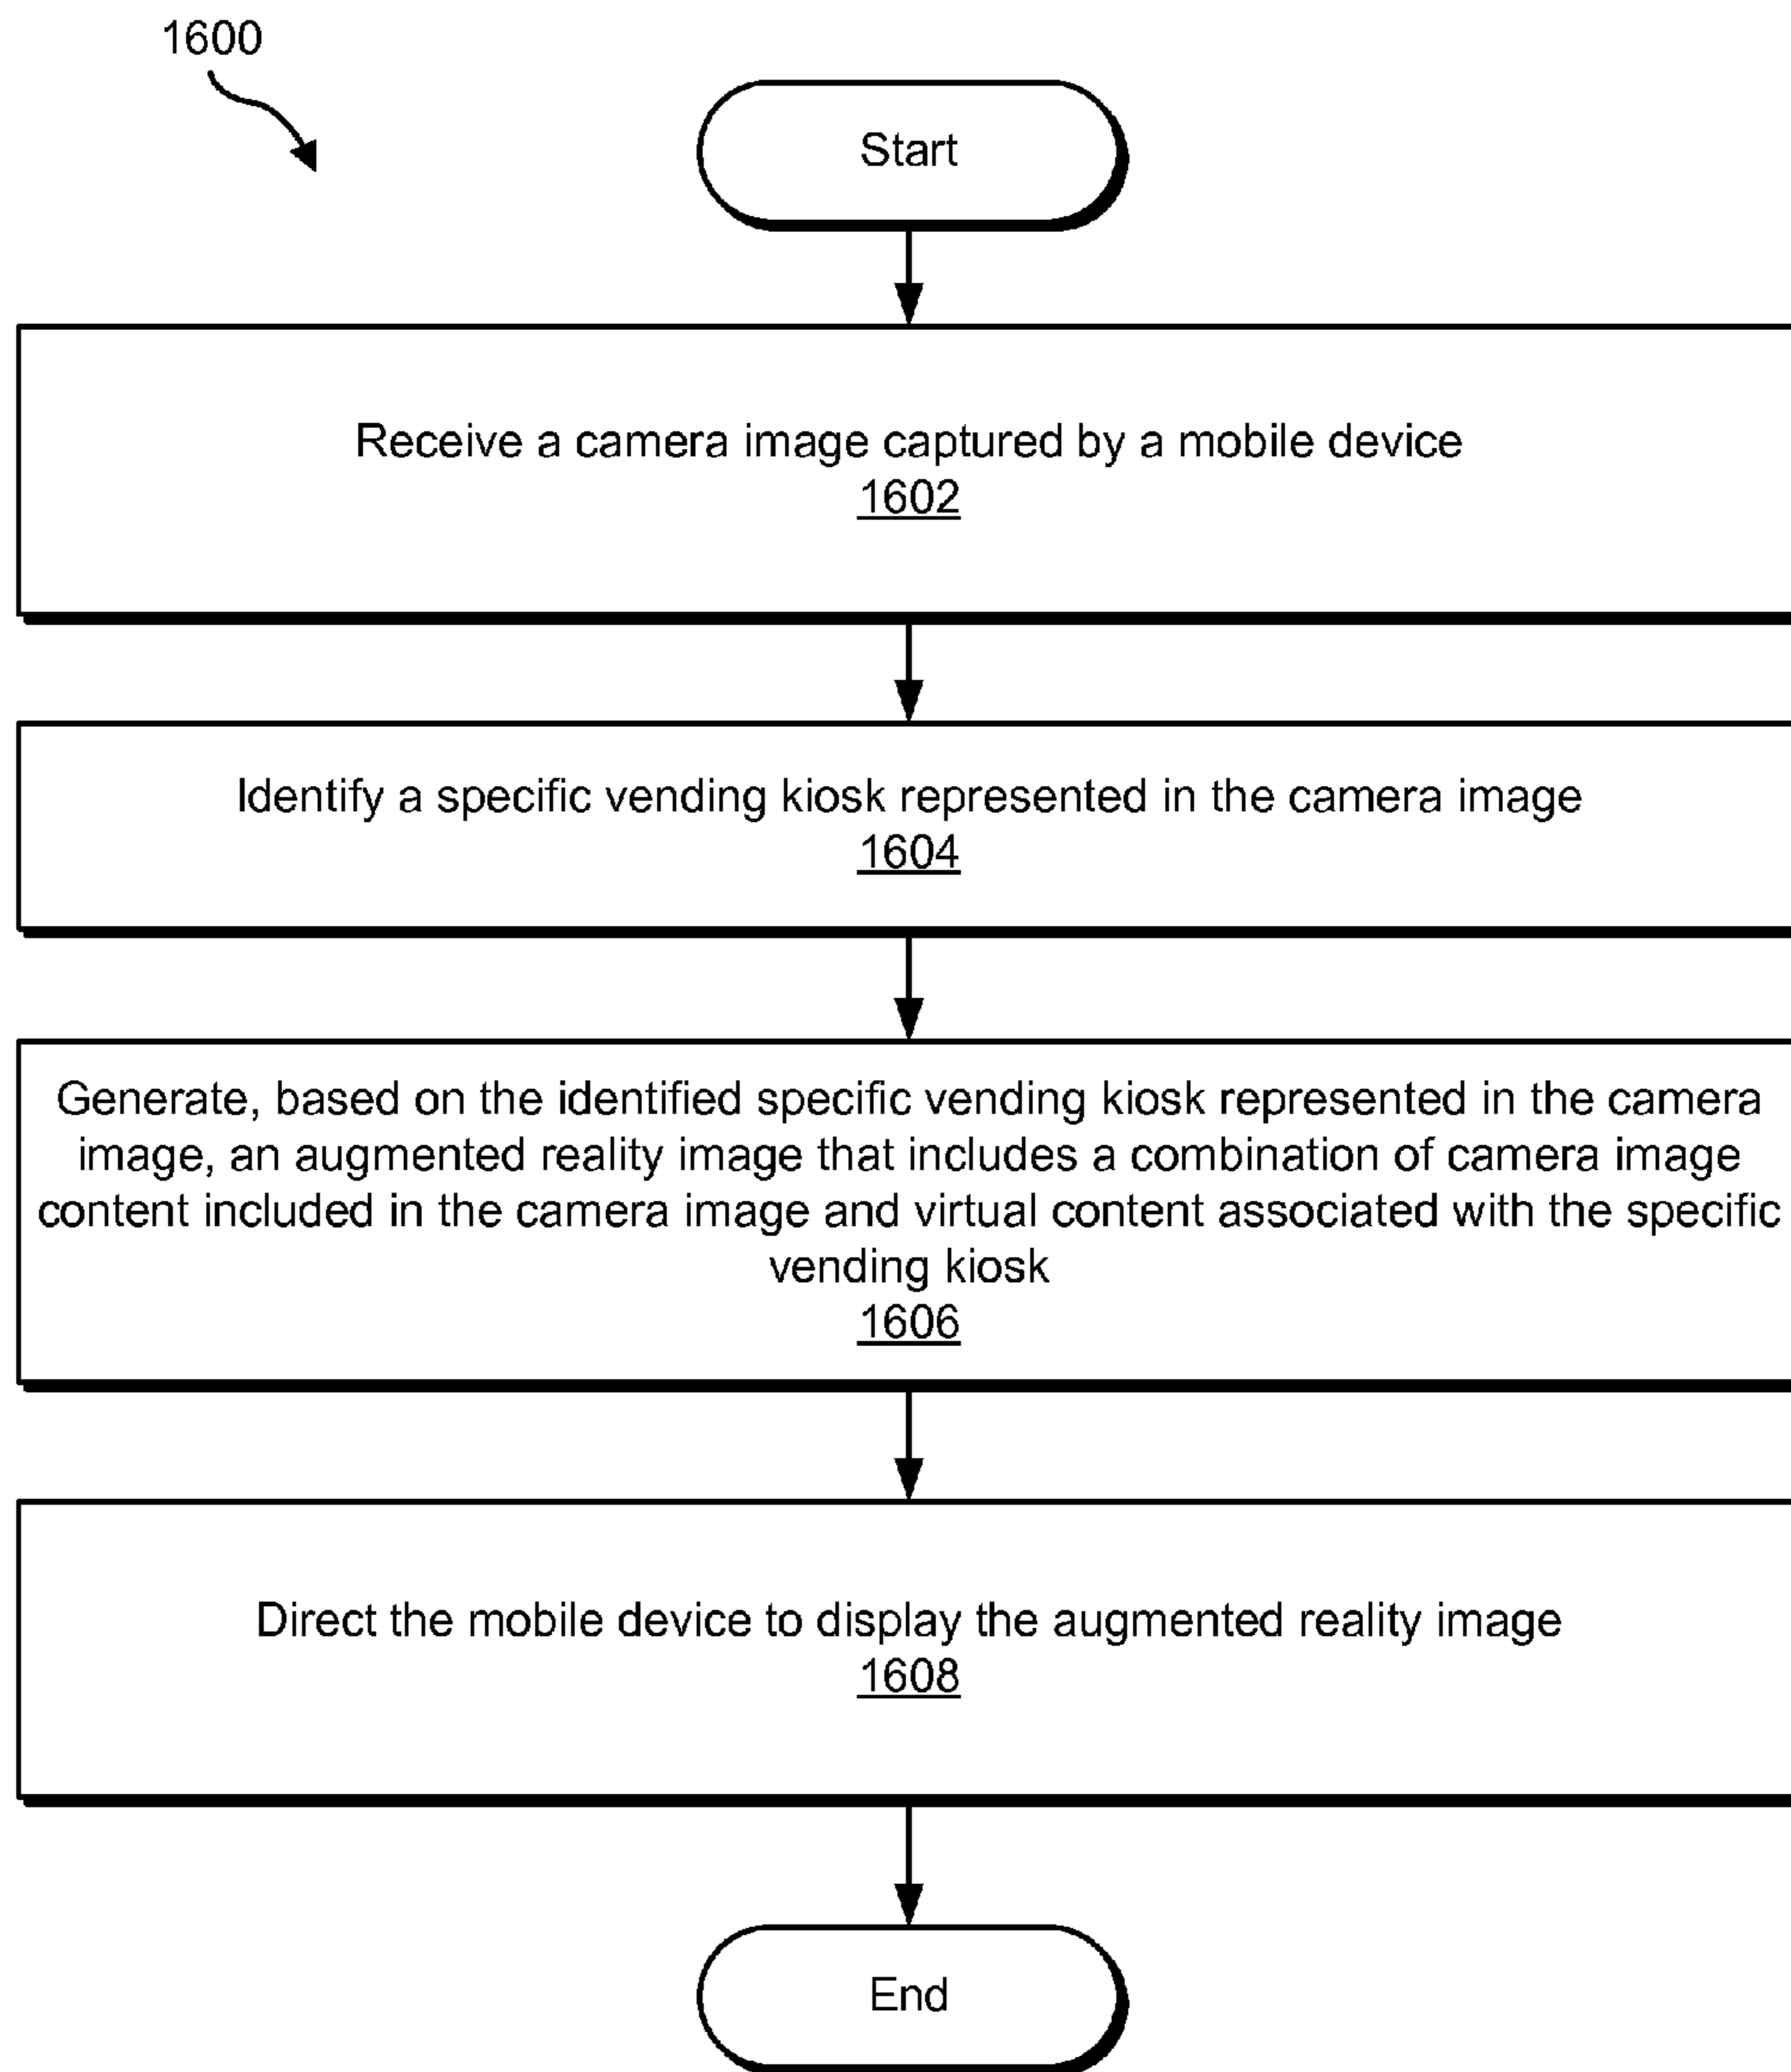 1600
Start
Receive a camera image captured by a mobile device
1602
Identify a specific vending kiosk represented in the camera image
1604
Generate, based on the identified specific vending kiosk represented in the camera
image, an augmented reality image that includes a combination of camera image
content included in the camera image and virtual content associated with the specific
vending kiosk
1606
Direct the mobile device to display the augmented reality image
1608
End